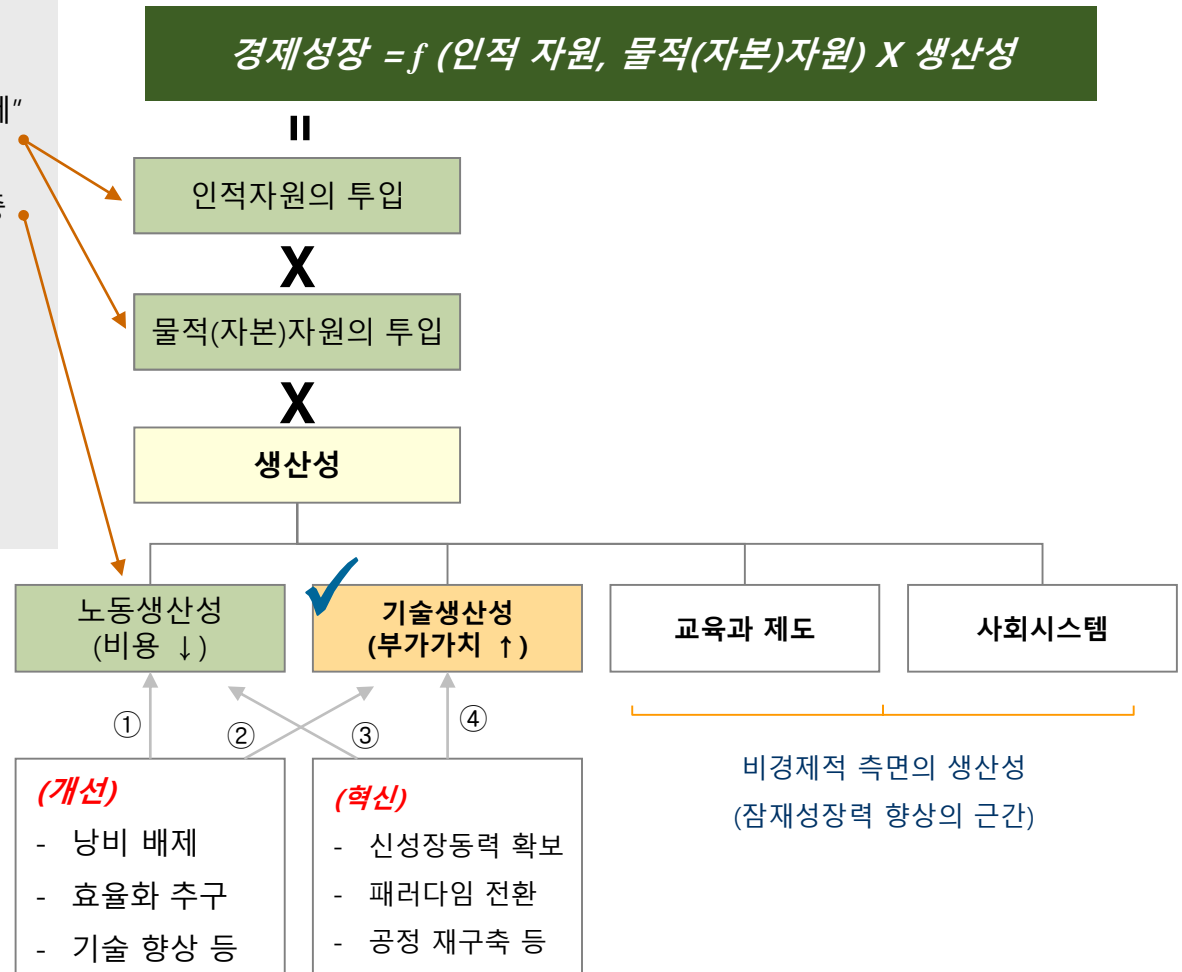 경제성장 = f (인적 자원, 물적(자본)자원) X 생산성
=
인적자원의 투입
X
물적(자본)자원의 투입
X
생산성
노동생산성
(비용 ↓)
기술생산성
(부가가치 ↑)
교육과 제도
사회시스템
①
②
③
④
(개선)
- 낭비 배제
- 효율화 추구
- 기술 향상 등
(혁신)
- 신성장동력 확보
- 패러다임 전환
- 공정 재구축 등
비경제적 측면의 생산성
(잠재성장력 향상의 근간)